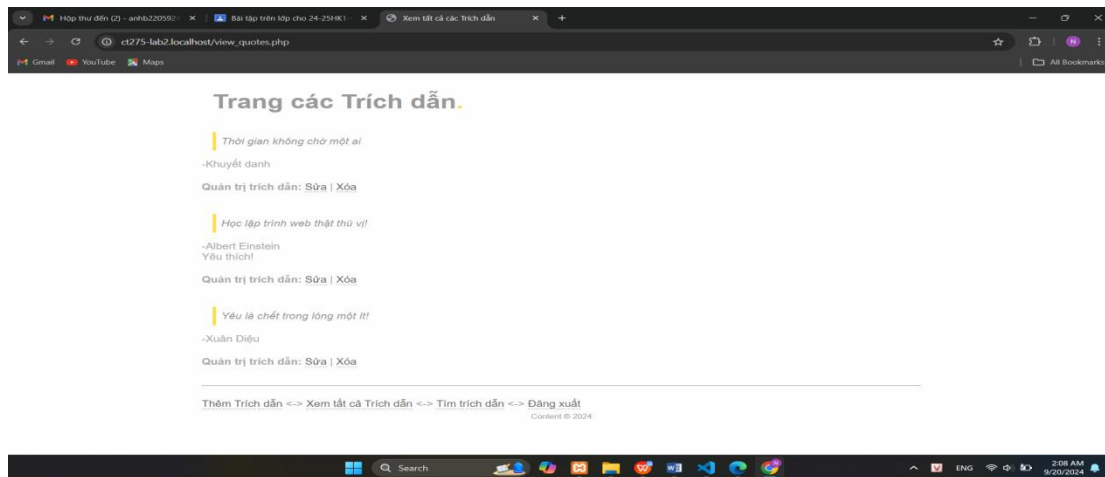 Hộp thư đến (2) - anhb220592
Bài tập trên lớp cho 24-25HK1-
Xem tất cả các Trích dẫn
ct275-lab2.localhost/view_quotes.php
N
Gmail
YouTube
Maps
All Bookmarks
Trang các Trích dẫn.
Thời gian không chờ một ai
-Khuyết danh
Quản trị trích dẫn: Sửa | Xóa
Học lập trình web thật thú vị!
-Albert Einstein
Yêu thích!
Quản trị trích dẫn: Sửa | Xóa
Yêu là chết trong lòng một ít!
-Xuân Diệu
Quản trị trích dẫn: Sửa | Xóa
Thêm Trích dẫn <-> Xem tất cả Trích dẫn <-> Tìm trích dẫn <-> Đăng xuất
Content © 2024
Search
ENG
2:08 AM
9/20/2024